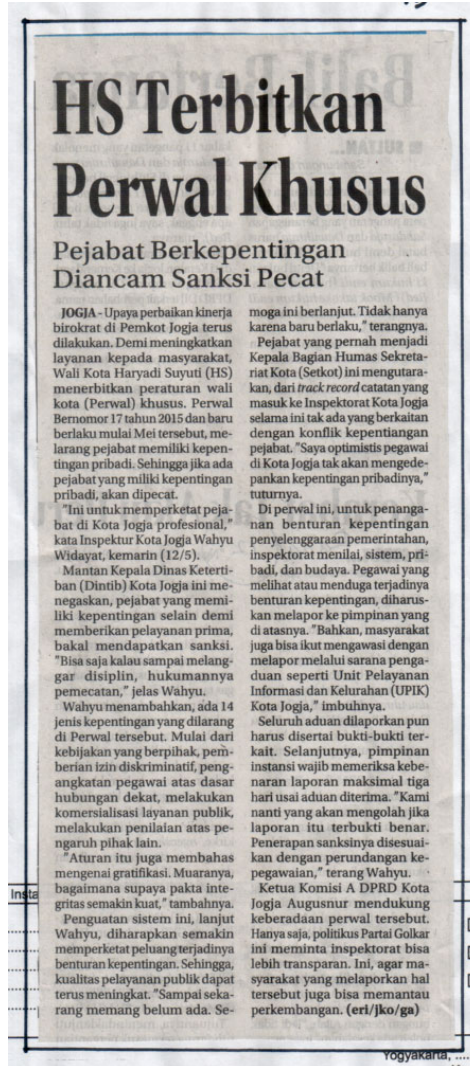 HS Terbitkan
Perwal Khusus
Pejabat Berkepentingan
Diancam Sanksi Pecat
JOGJA - Upaya perbaikan kinerja
birokrat di Pemkot Jogja terus
dilakukan. Demi meningkatkan
layanan kepada masyarakat,
Wali Kota Haryadi Suyuti (HS)
menerbitkan peraturan wali
kota (Perwal) khusus. Perwal
Bernomor 17 tahun 2015 dan baru
berlaku mulai Mei tersebut, me-
larang pejabat memiliki kepen-
tingan pribadi. Sehingga jika ada
pejabat yang miliki kepentingan
pribadi, akan dipecat.
"Ini untuk memperketat peja-
bat di Kota Jogja profesional,"
kata Inspektur Kota Jogja Wahyu
Widayat, kemarin (12/5).
Mantan Kepala Dinas Keterti-
ban (Dintib) Kota Jogja ini me-
negaskan, pejabat yang memi-
liki kepentingan selain demi
memberikan pelayanan prima,
bakal mendapatkan sanksi.
"Bisa saja kalau sampai melang-
gar disiplin, hukumannya
pemecatan," jelas Wahyu.
Wahyu menambahkan, ada 14
jenis kepentingan yang dilarang
di Perwal tersebut. Mulai dari
kebijakan yang berpihak, pem-
berian izin diskriminatif, peng-
angkatan pegawai atas dasar
hubungan dekat, melakukan
komersialisasi layanan publik,
melakukan penilaian atas pe-
ngaruh pihak lain.
"Aturan itu juga membahas
mengenai gratifikasi. Muaranya,
bagaimana supaya pakta inte-
gritas semakin kuat," tambahnya.
Penguatan sistem ini, lanjut
Wahyu, diharapkan semakin
memperketat peluang terjadinya
benturan kepentingan. Sehingga,
kualitas pelayanan publik dapat
terus meningkat. "Sampai seka-
rang memang belum ada. Se-
moga ini berlanjut. Tidak hanya
karena baru berlaku," terangnya.
Pejabat yang pernah menjadi
Kepala Bagian Humas Sekreta-
riat Kota (Setkot) ini mengutara-
kan, dari track record catatan yang
masuk ke Inspektorat Kota Jogja
selama ini tak ada yang berkaitan
dengan konflik kepentiangan
pejabat. "Saya optimistis pegawai
di Kota Jogja tak akan mengede-
pankan kepentingan pribadinya,"
tuturnya.
Di perwal ini, untuk penanga-
nan benturan kepentingan
penyelenggaraan pemerintahan,
inspektorat menilai, sistem, pri-
badi, dan budaya. Pegawai yang
melihat atau menduga terjadinya
benturan kepentingan, diharus-
kan melapor ke pimpinan yang
di atasnya. "Bahkan, masyarakat
juga bisa ikut mengawasi dengan
melapor melalui sarana penga-
duan seperti Unit Pelayanan
Informasi dan Kelurahan (UPIK)
Kota Jogja," imbuhnya.
Seluruh aduan dilaporkan pun
harus disertai bukti-bukti ter-
kait. Selanjutnya, pimpinan
instansi wajib memeriksa kebe-
naran laporan maksimal tiga
hari usai aduan diterima. "Kami
nanti yang akan mengolah jika
laporan itu terbukti benar.
Penerapan sanksinya disesuai-
kan dengan perundangan ke-
pegawaian," terang Wahyu.
Ketua Komisi A DPRD Kota
Jogja Augusnur mendukung
keberadaan perwal tersebut.
Hanya saja, politikus Partai Golkar
ini meminta inspektorat bisa
lebih transparan. Ini, agar ma-
syarakat yang melaporkan hal
tersebut juga bisa memantau
perkembangan. (eri/jko/ga)
Insta
Yogyakarta, ....